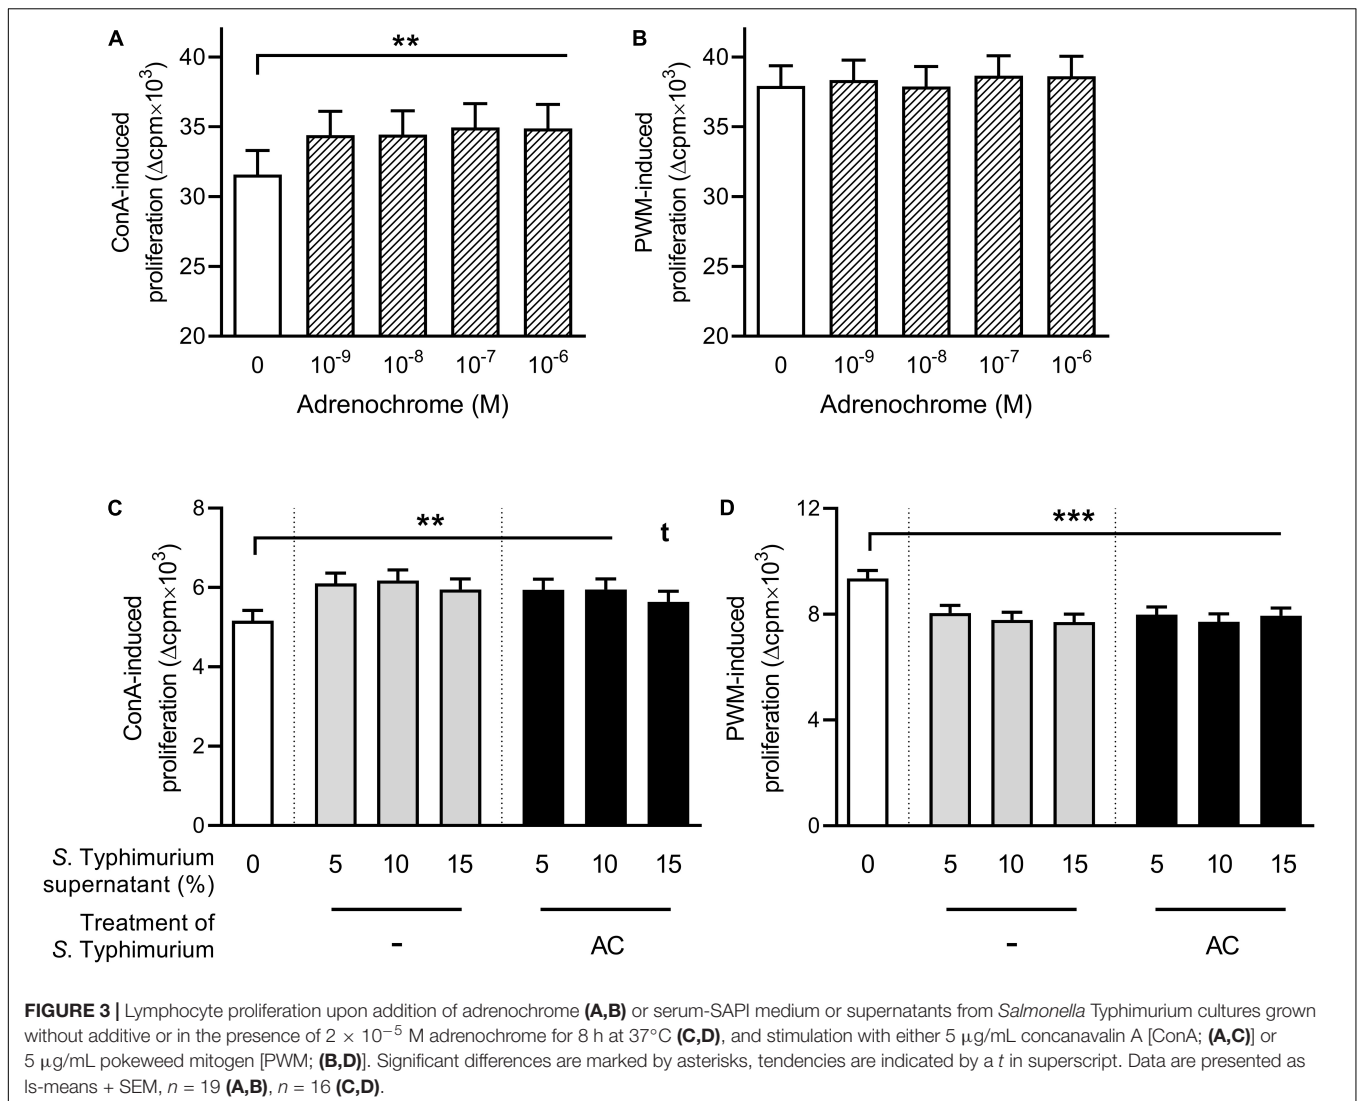 A
**
40
35
30
25
20
ConA-induced
proliferation (Δcpm×10³)
0 10⁻⁹ 10⁻⁸ 10⁻⁷ 10⁻⁶
Adrenochrome (M)
B
40
35
30
25
20
PWM-induced
proliferation (Δcpm×10³)
0 10⁻⁹ 10⁻⁸ 10⁻⁷ 10⁻⁶
Adrenochrome (M)
C
**
t
8
6
4
2
0
ConA-induced
proliferation (Δcpm×10³)
D
***
12
8
4
0
PWM-induced
proliferation (Δcpm×10³)
S. Typhimurium
supernatant (%)
0 5 10 15 5 10 15
0 5 10 15 5 10 15
Treatment of
S. Typhimurium
- AC
- AC
FIGURE 3 | Lymphocyte proliferation upon addition of adrenochrome (A,B) or serum-SAPI medium or supernatants from Salmonella Typhimurium cultures grown
without additive or in the presence of 2 × 10⁻⁵ M adrenochrome for 8 h at 37°C (C,D), and stimulation with either 5 μg/mL concanavalin A [ConA; (A,C)] or
5 μg/mL pokeweed mitogen [PWM; (B,D)]. Significant differences are marked by asterisks, tendencies are indicated by a t in superscript. Data are presented as
ls-means + SEM, n = 19 (A,B), n = 16 (C,D).